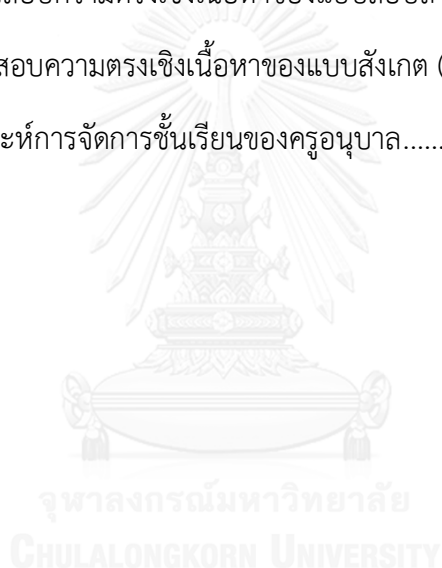 สอบความตรงเชิงเนื้อหาของแบบสังเกต (
ะห์การจัดการชั้นเรียนของครูอนุบาล......
จุฬาลงกรณ์มหาวิทยาลัย
CHULALONGKORN UNIVERSITY